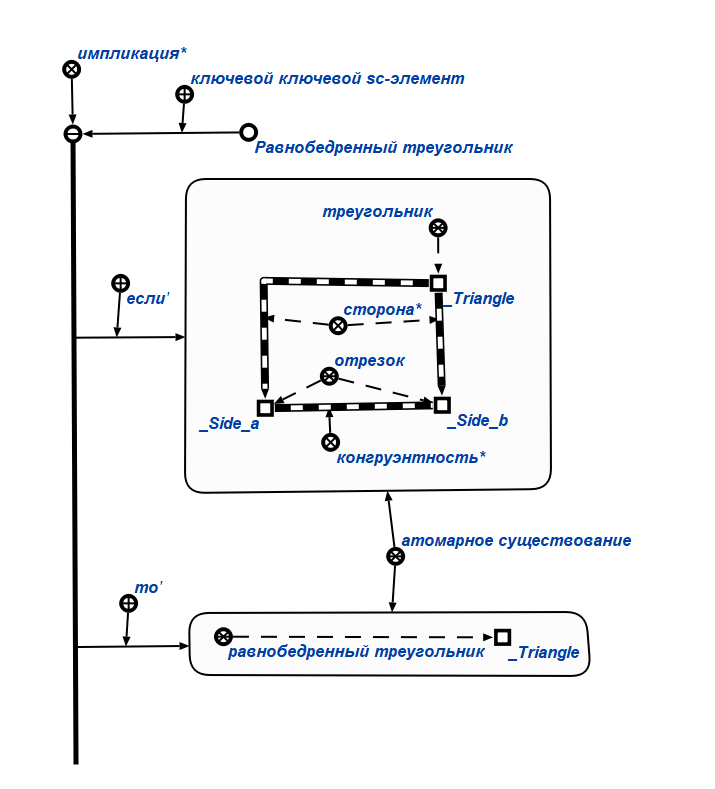 импликация*
ключевой ключевой sc-элемент
Равнобедренный треугольник
треугольник
если'
_Triangle
сторона*
отрезок
_Side_a
_Side_b
конгруэнтность*
атомарное существование
то'
равнобедренный треугольник
_Triangle